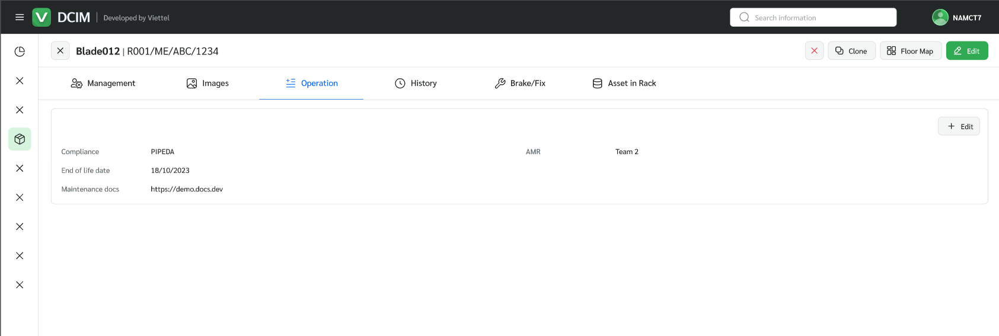 DCIM | Developed by Viettel
Search information
NAMCT7
Blade012 | R001/ME/ABC/1234
Clone
Floor Map
Edit
Management
Images
Operation
History
Brake/Fix
Asset in Rack
Edit
Compliance PIPEDA AMR Team 2
End of life date 18/10/2023
Maintenance docs https://demo.docs.dev